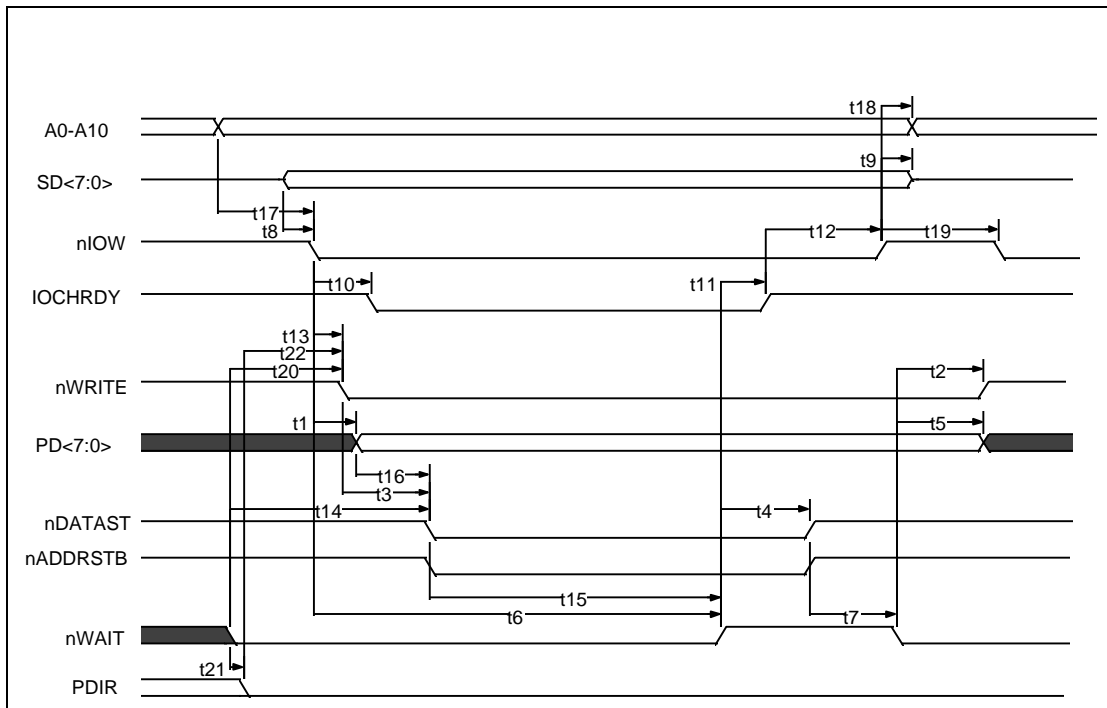 t18
A0-A10
t9
SD<7:0>
t17
t8
t12
t19
nIOW
t10
t11
IOCHRDY
t13
t22
t20
t2
nWRITE
t1
t5
PD<7:0>
t16
t3
t14
t4
nDATAST
nADDRSTB
t15
t6
t7
nWAIT
t21
PDIR